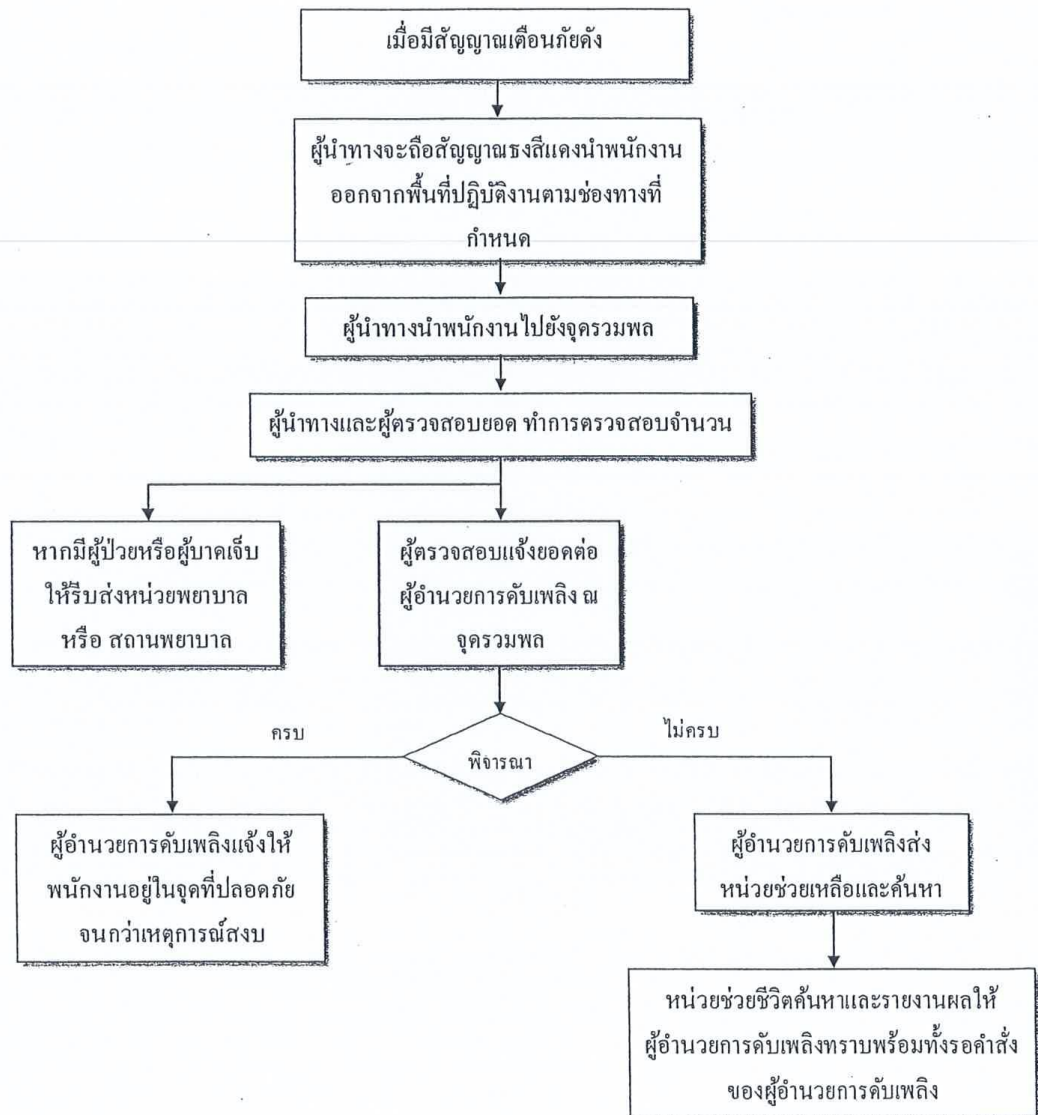 เมื่อมีสัญญาณเตือนภัยดัง
ผู้นำทางจะถือสัญญาณธงสีแดงนำพนักงาน
ออกจากพื้นที่ปฏิบัติงานตามช่องทางที่
กำหนด
ผู้นำทางนำพนักงานไปยังจุดรวมพล
ผู้นำทางและผู้ตรวจสอบยอด ทำการตรวจสอบจำนวน
หากมีผู้ป่วยหรือผู้บาดเจ็บ
ให้รีบส่งหน่วยพยาบาล
หรือ สถานพยาบาล
ผู้ตรวจสอบแจ้งยอดต่อ
ผู้อำนวยการดับเพลิง ณ
จุดรวมพล
ครบ
ไม่ครบ
พิจารณา
ผู้อำนวยการดับเพลิงแจ้งให้
พนักงานอยู่ในจุดที่ปลอดภัย
จนกว่าเหตุการณ์สงบ
ผู้อำนวยการดับเพลิงส่ง
หน่วยช่วยเหลือและค้นหา
หน่วยช่วยชีวิตค้นหาและรายงานผลให้
ผู้อำนวยการดับเพลิงทราบพร้อมทั้งรอคำสั่ง
ของผู้อำนวยการดับเพลิง